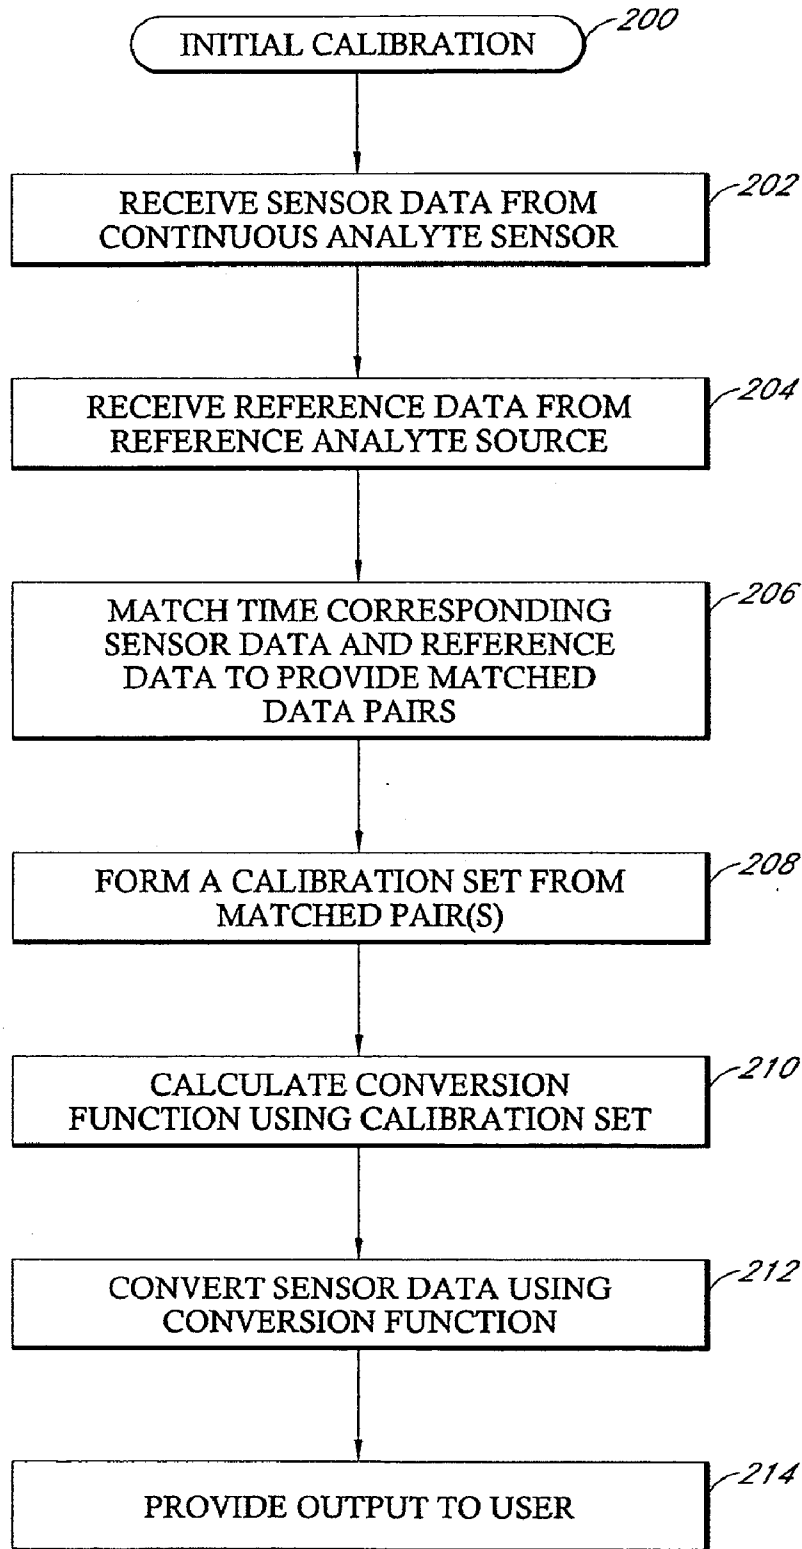 INITIAL CALIBRATION
200
RECEIVE SENSOR DATA FROM
CONTINUOUS ANALYTE SENSOR
202
RECEIVE REFERENCE DATA FROM
REFERENCE ANALYTE SOURCE
204
MATCH TIME CORRESPONDING
SENSOR DATA AND REFERENCE
DATA TO PROVIDE MATCHED
DATA PAIRS
206
FORM A CALIBRATION SET FROM
MATCHED PAIR(S)
208
CALCULATE CONVERSION
FUNCTION USING CALIBRATION SET
210
CONVERT SENSOR DATA USING
CONVERSION FUNCTION
212
PROVIDE OUTPUT TO USER
214